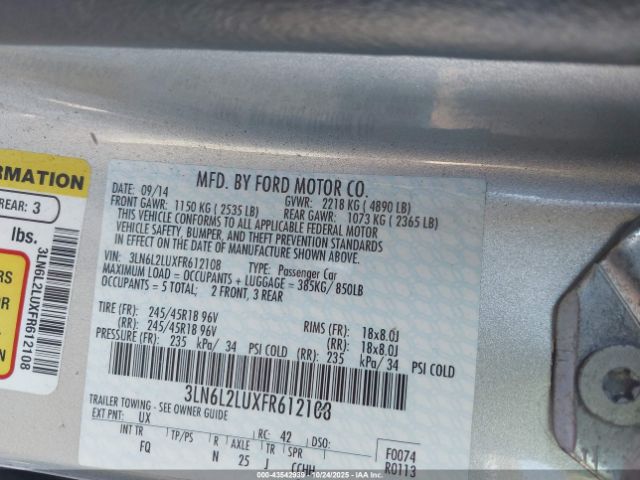 RMATION
REAR: 3
lbs.
3LN6L2LUXFR612108
RS
OR
N
MFD. BY FORD MOTOR CO.
DATE: 09/14
GVWR: 2218 KG ( 4890 LB)
FRONT GAWR: 1150 KG ( 2535 LB)
REAR GAWR: 1073 KG ( 2365 LB)
THIS VEHICLE CONFORMS TO ALL APPLICABLE FEDERAL MOTOR
VEHICLE SAFETY, BUMPER, AND THEFT PREVENTION STANDARDS
IN EFFECT ON THE DATE OF MANUFACTURE SHOWN ABOVE.
VIN: 3LN6L2LUXFR612108 TYPE: Passenger Car
MAXIMUM LOAD = OCCUPANTS + LUGGAGE = 385KG/ 850LB
OCCUPANTS = 5 TOTAL: 2 FRONT, 3 REAR
TIRE (FR): 245/45R18 96V RIMS (FR): 18x8.0J
(RR): 245/45R18 96V (RR): 18x8.0J
PRESSURE (FR): 235 kPa/ 34 PSI COLD (RR): 235 kPa/ 34 PSI COLD
3LN6L2LUXFR612108
TRAILER TOWING - SEE OWNER GUIDE
EXT PNT: UX RC: 42 DSO: F0074
INT TR TP/PS R AXLE TR SPR R0113
FQ N 25 J CCHH
© IAA - 43542939 - 10/24/2025 - COPYRIGHT